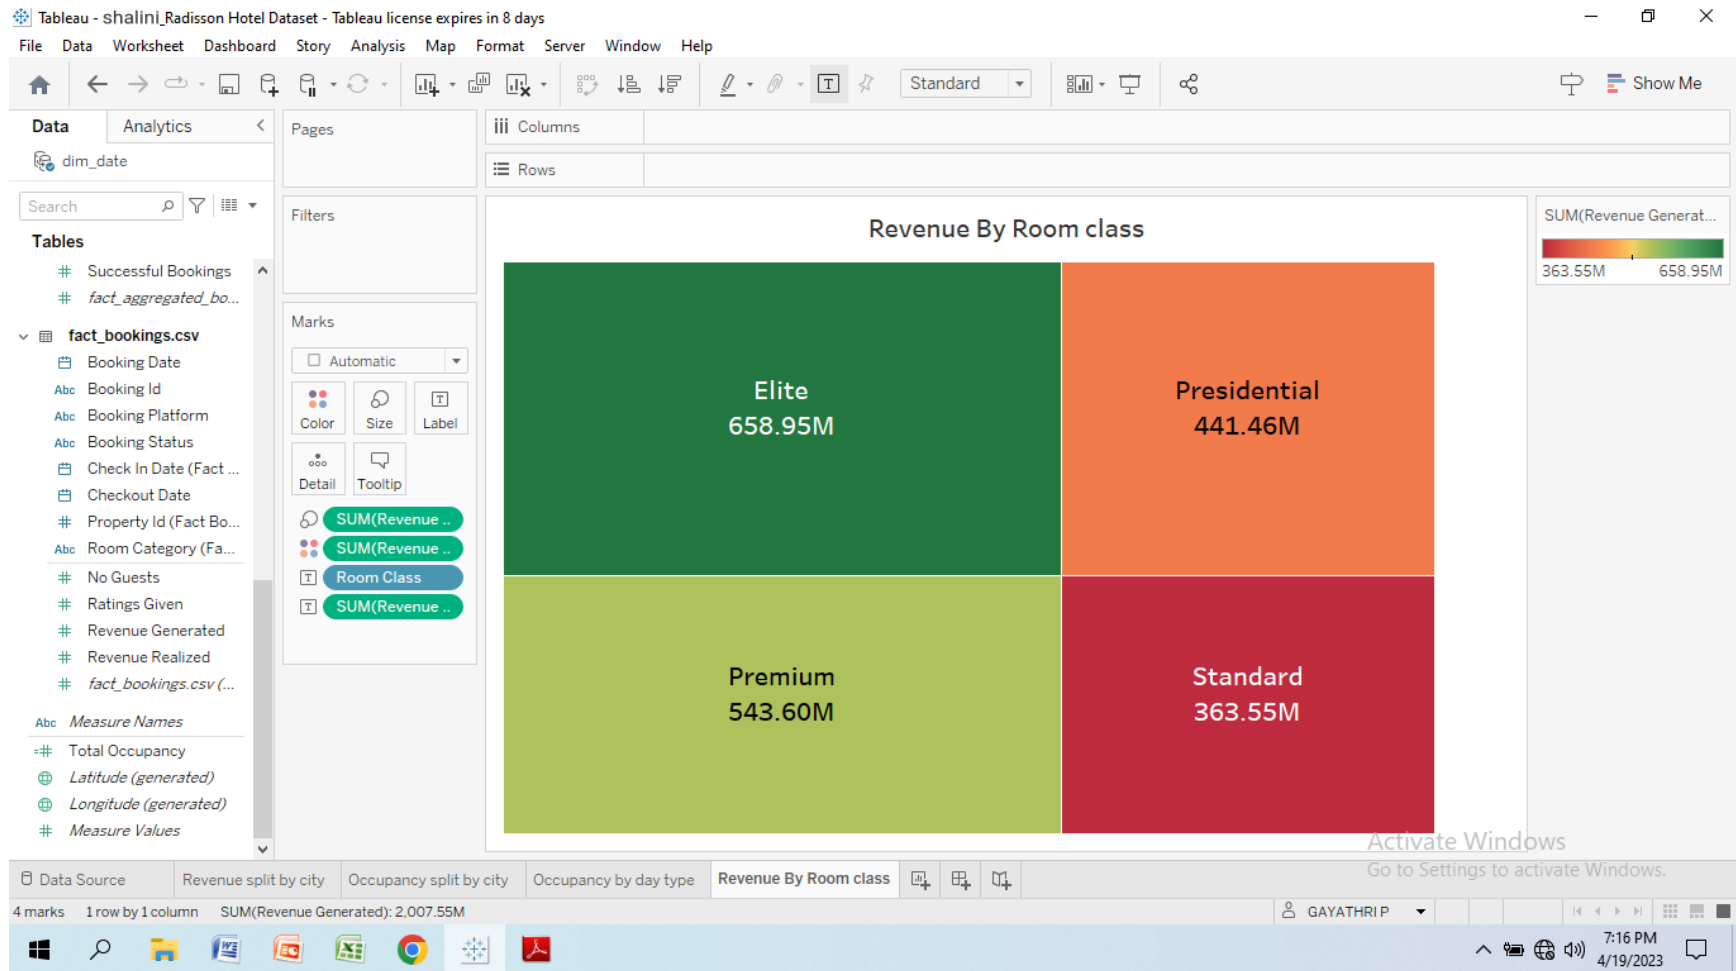 Tableau - shalini_Radisson Hotel Dataset - Tableau license expires in 8 days
File Data Worksheet Dashboard Story Analysis Map Format Server Window Help
Standard
Show Me
Data Analytics
dim_date
Search
Tables
# Successful Bookings
# fact_aggregated_bo...
fact_bookings.csv
Booking Date
Abc Booking Id
Abc Booking Platform
Abc Booking Status
Check In Date (Fact ...
Checkout Date
# Property Id (Fact Bo...
Abc Room Category (Fa...
# No Guests
# Ratings Given
# Revenue Generated
# Revenue Realized
# fact_bookings.csv (...
Abc Measure Names
=# Total Occupancy
Latitude (generated)
Longitude (generated)
# Measure Values
Pages
Filters
Marks
Automatic
Color Size Label
Detail Tooltip
SUM(Revenue ..
SUM(Revenue ..
T Room Class
T SUM(Revenue ..
Columns
Rows
Revenue By Room class
Elite
658.95M
Presidential
441.46M
Premium
543.60M
Standard
363.55M
SUM(Revenue Generat...
363.55M 658.95M
Activate Windows
Go to Settings to activate Windows.
Data Source Revenue split by city Occupancy split by city Occupancy by day type Revenue By Room class
4 marks 1 row by 1 column SUM(Revenue Generated): 2,007.55M
GAYATHRI P
7:16 PM
4/19/2023